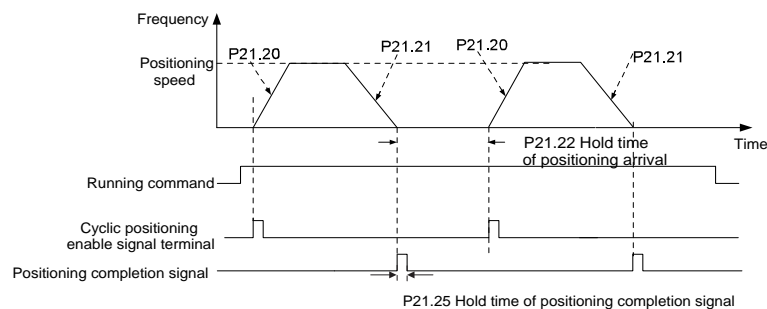 Frequency
P21.20
P21.21
P21.20
P21.21
Positioning
speed
Time
P21.22 Hold time
of positioning arrival
Running command
Cyclic positioning
enable signal terminal
Positioning completion signal
P21.25 Hold time of positioning completion signal